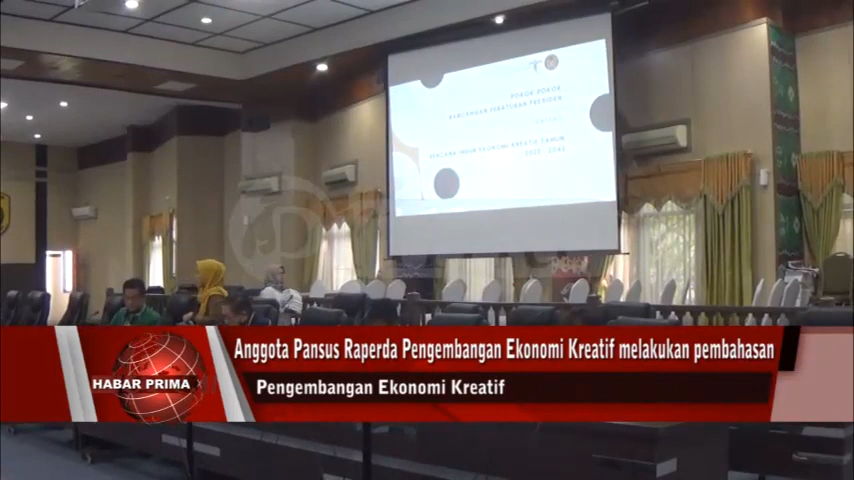 POKOK-POKOK
RANCANGAN PERATURAN PRESIDEN
RENCANA INDUK EKONOMI KREATIF TAHUN
Anggota Pansus Raperda Pengembangan Ekonomi Kreatif melakukan pembahasan
HABAR PRIMA
Pengembangan Ekonomi Kreatif